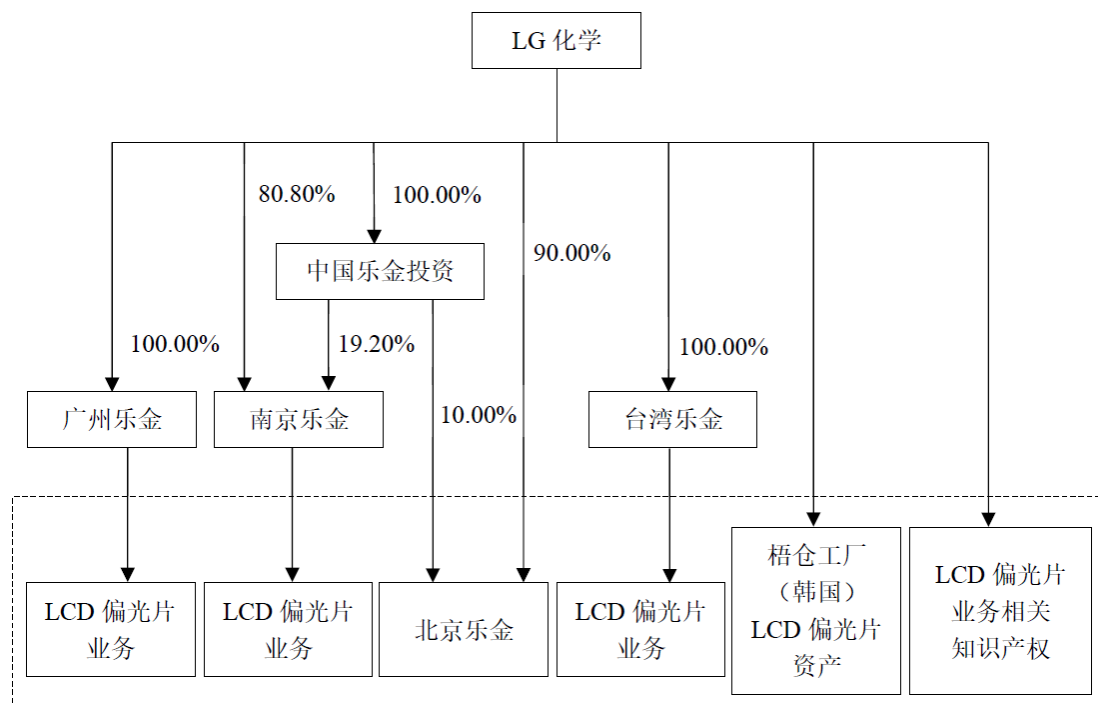 LG 化学
80.80%
100.00%
中国乐金投资
90.00%
100.00%
19.20%
100.00%
广州乐金
南京乐金
10.00%
台湾乐金
LCD 偏光片
业务
LCD 偏光片
业务
北京乐金
LCD 偏光片
业务
梧仓工厂
（韩国）
LCD 偏光片
资产
LCD 偏光片
业务相关
知识产权